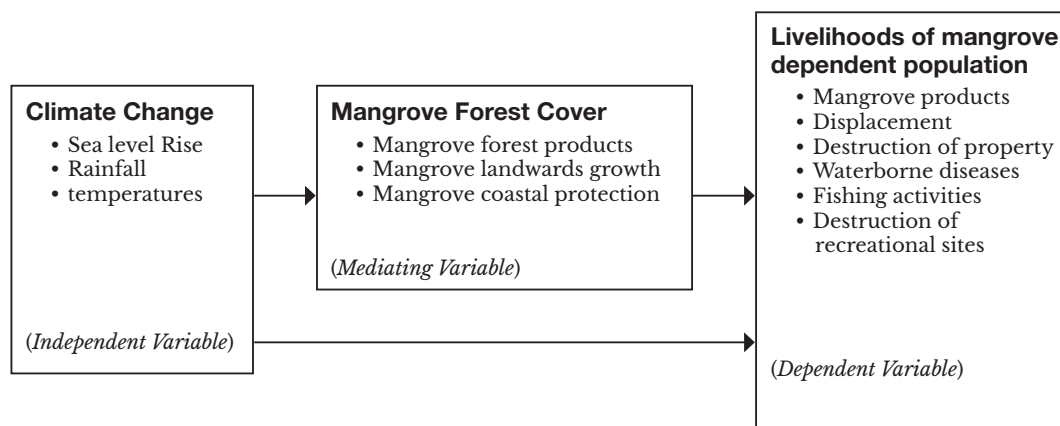 Climate Change
• Sea level Rise
• Rainfall
• temperatures
(Independent Variable)
Mangrove Forest Cover
• Mangrove forest products
• Mangrove landwards growth
• Mangrove coastal protection
(Mediating Variable)
Livelihoods of mangrove
dependent population
• Mangrove products
• Displacement
• Destruction of property
• Waterborne diseases
• Fishing activities
• Destruction of
recreational sites
(Dependent Variable)